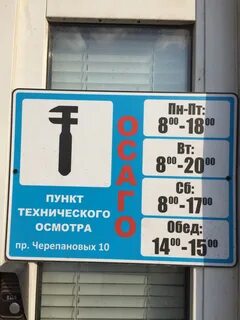 ПУНКТ
ТЕХНИЧЕСКОГО
ОСМОТРА
пр. Черепановых 10
ОСАГО
Пн-Пт:
8⁰⁰-18⁰⁰
Вт:
8⁰⁰-20⁰⁰
Сб:
8⁰⁰-17⁰⁰
Обед:
14⁰⁰-15⁰⁰